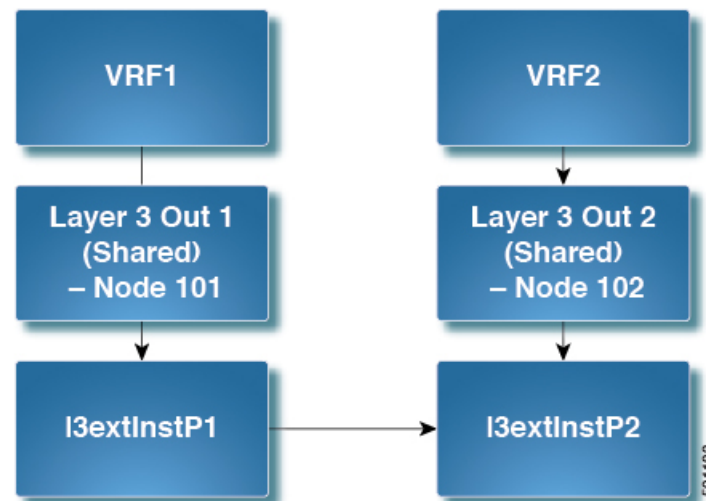 VRF1
VRF2
Layer 3 Out 1
(Shared)
– Node 101
Layer 3 Out 2
(Shared)
– Node 102
l3extInstP1
l3extInstP2